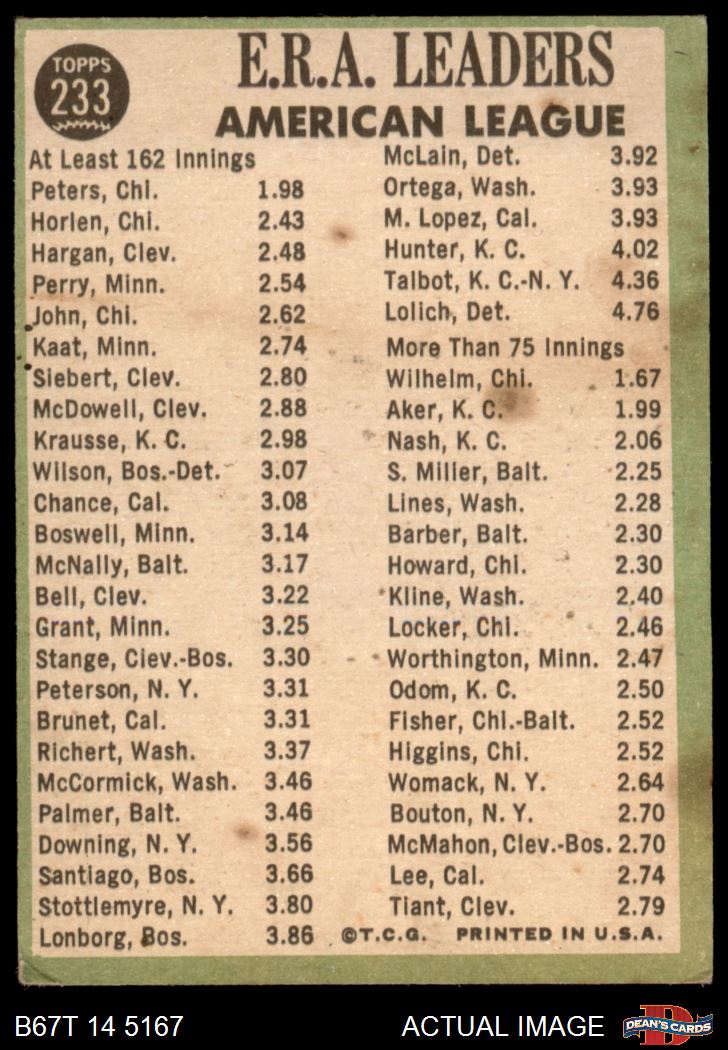 TOPPS
233
E.R.A. LEADERS
AMERICAN LEAGUE
At Least 162 Innings
Peters, Chi. 1.98
Horlen, Chi. 2.43
Hargan, Clev. 2.48
Perry, Minn. 2.54
John, Chi. 2.62
Kaat, Minn. 2.74
Siebert, Clev. 2.80
McDowell, Clev. 2.88
Krausse, K. C. 2.98
Wilson, Bos.-Det. 3.07
Chance, Cal. 3.08
Boswell, Minn. 3.14
McNally, Balt. 3.17
Bell, Clev. 3.22
Grant, Minn. 3.25
Stange, Clev.-Bos. 3.30
Peterson, N. Y. 3.31
Brunet, Cal. 3.31
Richert, Wash. 3.37
McCormick, Wash. 3.46
Palmer, Balt. 3.46
Downing, N. Y. 3.56
Santiago, Bos. 3.66
Stottlemyre, N. Y. 3.80
Lonborg, Bos. 3.86
McLain, Det. 3.92
Ortega, Wash. 3.93
M. Lopez, Cal. 3.93
Hunter, K. C. 4.02
Talbot, K. C.-N. Y. 4.36
Lolich, Det. 4.76
More Than 75 Innings
Wilhelm, Chi. 1.67
Aker, K. C. 1.99
Nash, K. C. 2.06
S. Miller, Balt. 2.25
Lines, Wash. 2.28
Barber, Balt. 2.30
Howard, Chi. 2.30
Kline, Wash. 2.40
Locker, Chi. 2.46
Worthington, Minn. 2.47
Odom, K. C. 2.50
Fisher, Chi.-Balt. 2.52
Higgins, Chi. 2.52
Womack, N. Y. 2.64
Bouton, N. Y. 2.70
McMahon, Clev.-Bos. 2.70
Lee, Cal. 2.74
Tiant, Clev. 2.79
©T.C.G. PRINTED IN U.S.A.
B67T 14 5167
ACTUAL IMAGE
D
DEAN'S CARDS